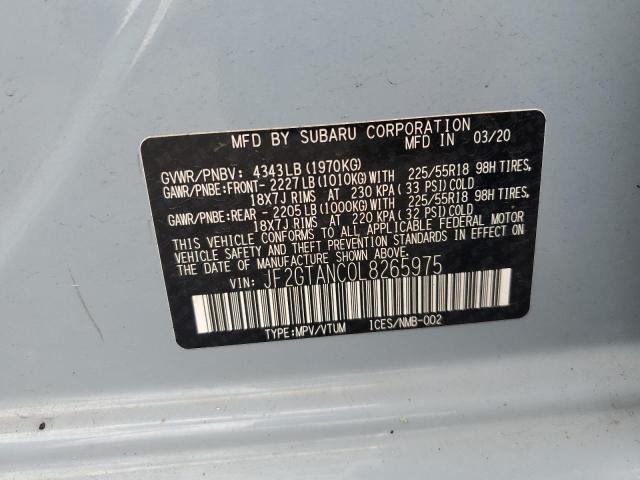 MFD BY SUBARU CORPORATION
MFD IN 03/20
GVWR/PNBV: 4343LB(1970KG)
GAWR/PNBE:FRONT-2227LB(1010KG)WITH 225/55R18 98H TIRES,
18X7J RIMS AT 230 KPA(33 PSI)COLD
GAWR/PNBE:REAR -2205LB(1000KG)WITH 225/55R18 98H TIRES,
18X7J RIMS AT 220 KPA(32 PSI)COLD
THIS VEHICLE CONFORMS TO ALL APPLICABLE FEDERAL MOTOR
VEHICLE SAFETY AND BUMPER STANDARDS IN EFFECT ON
THE DATE OF MANUFACTURE SHOWN ABOVE.
VIN: JF2GTANC0L8265975
TYPE:MPV/VTUM ICES/NMB-002